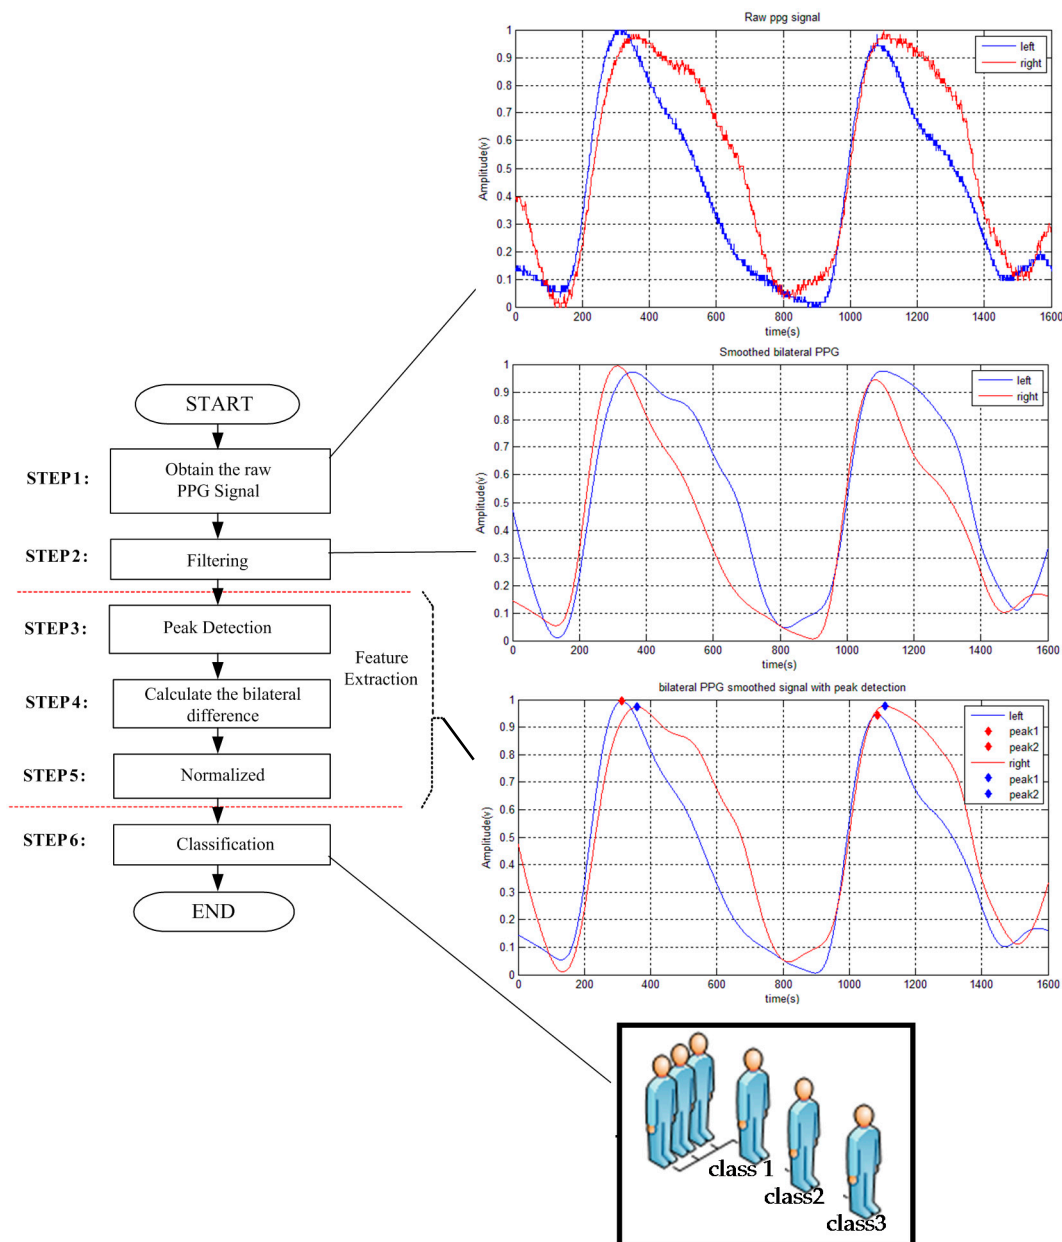 START
STEP1:
Obtain the raw
PPG Signal
STEP2:
Filtering
STEP3:
Peak Detection
STEP4:
Calculate the bilateral
difference
STEP5:
Normalized
STEP6:
Classification
END
Feature
Extraction
Raw ppg signal
left
right
Amplitude(v)
1
0.9
0.8
0.7
0.6
0.5
0.4
0.3
0.2
0.1
0
0 200 400 600 800 1000 1200 1400 1600
time(s)
Smoothed bilateral PPG
left
right
Amplitude(v)
1
0.9
0.8
0.7
0.6
0.5
0.4
0.3
0.2
0.1
0
0 200 400 600 800 1000 1200 1400 1600
time(s)
bilateral PPG smoothed signal with peak detection
left
peak1
peak2
right
peak1
peak2
Amplitude(v)
1
0.9
0.8
0.7
0.6
0.5
0.4
0.3
0.2
0.1
0
0 200 400 600 800 1000 1200 1400 1600
time(s)
class 1
class2
class3